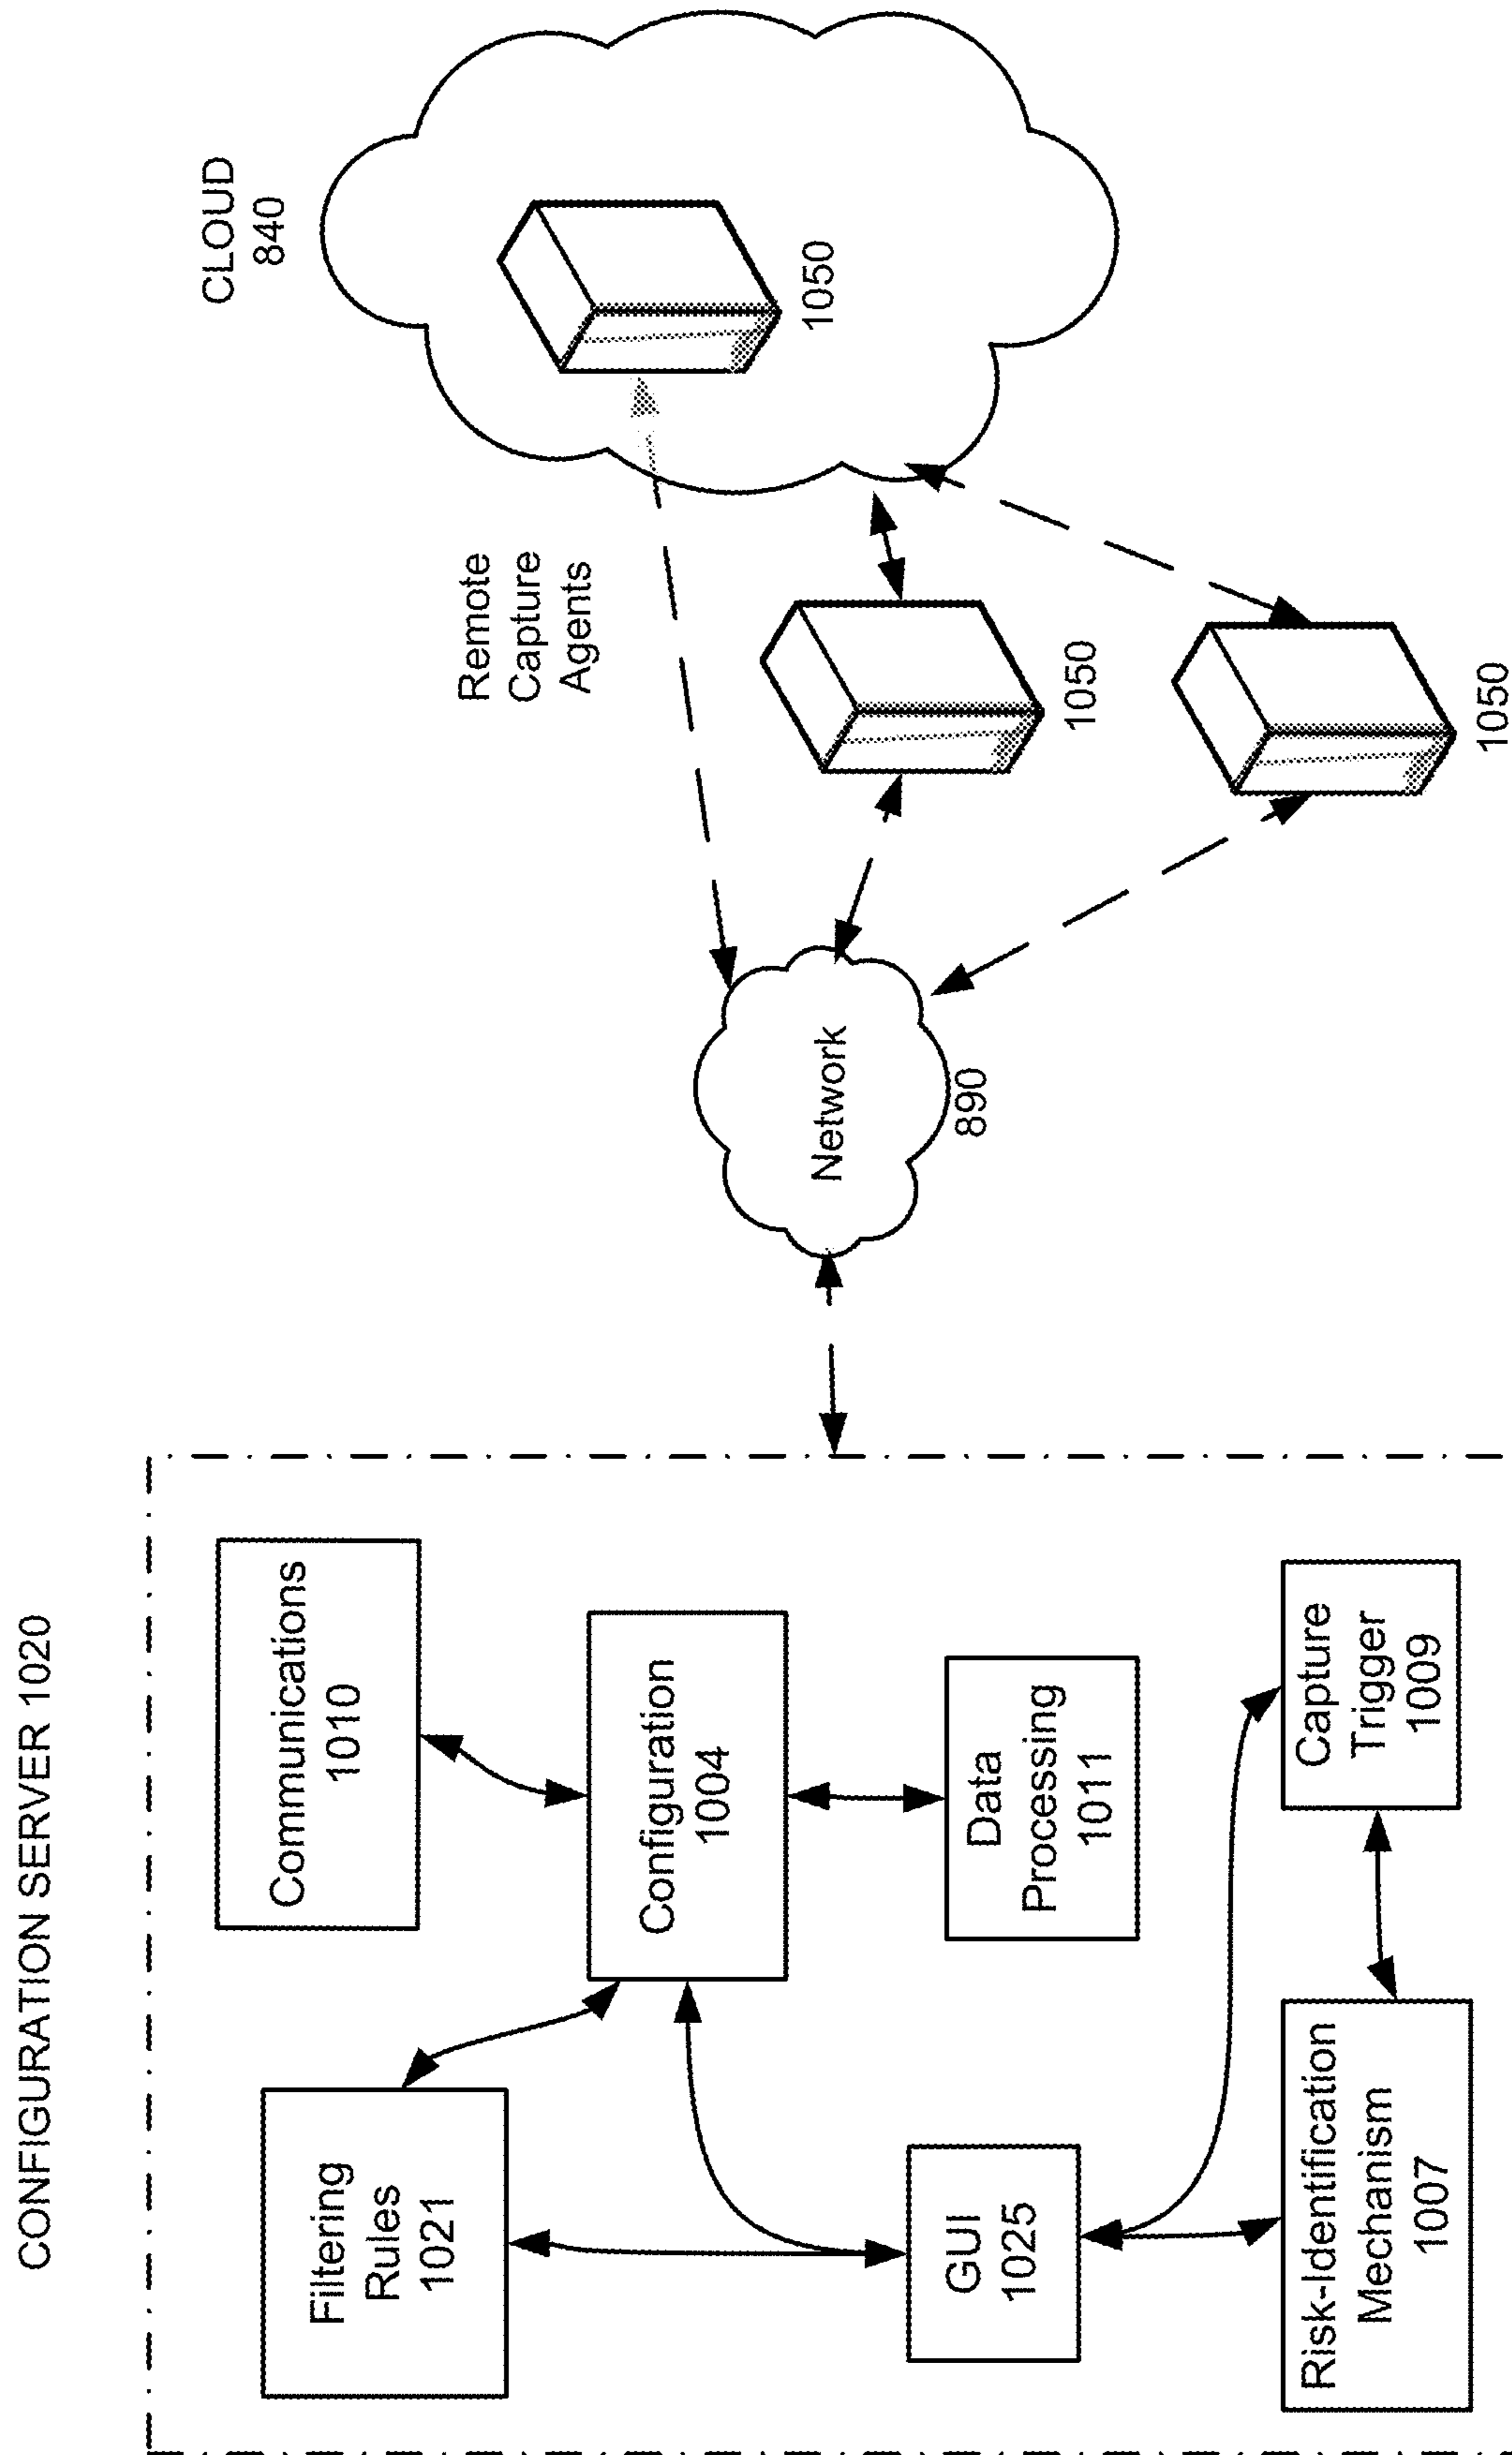 CONFIGURATION SERVER 1020
Filtering
Rules
1021
Communications
1010
Configuration
1004
GUI
1025
Data
Processing
1011
Risk-Identification
Mechanism
1007
Capture
Trigger
1009
Network
890
Remote
Capture
Agents
1050
1050
CLOUD
840
1050